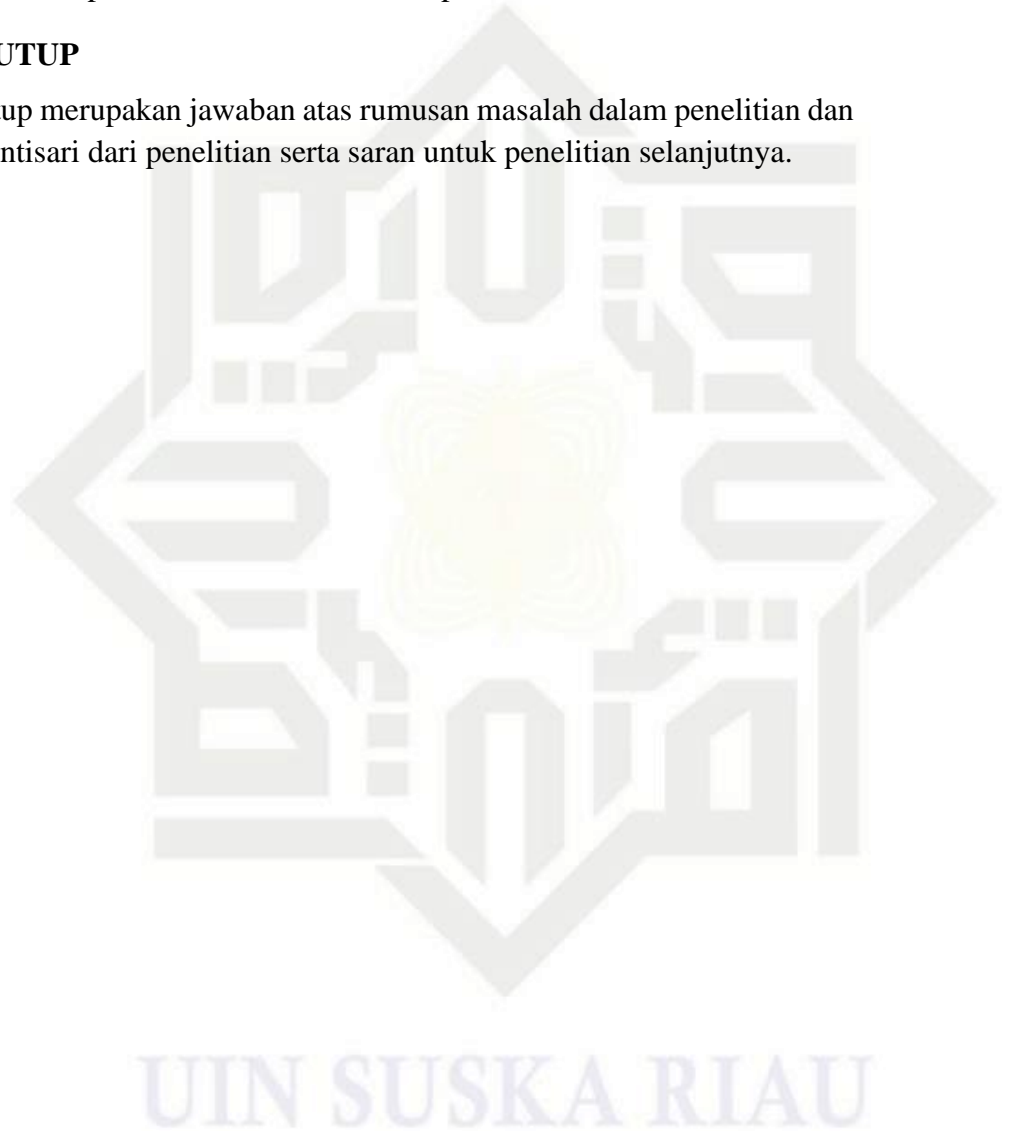 UTUP
up merupakan jawaban atas rumusan masalah dalam penelitian dan
ntisari dari penelitian serta saran untuk penelitian selanjutnya.
UIN SUSKA RIAU